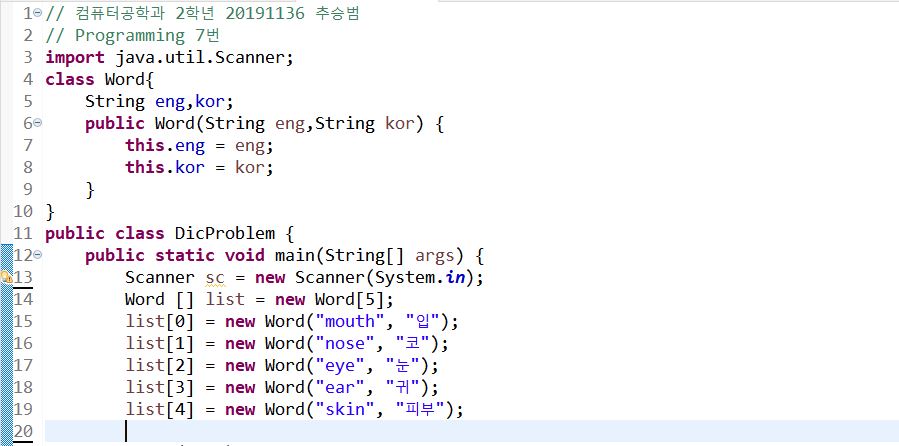 1 // 컴퓨터공학과 2학년 20191136 추승범
2 // Programming 7번
3 import java.util.Scanner;
4 class Word{
5     String eng,kor;
6     public Word(String eng,String kor) {
7         this.eng = eng;
8         this.kor = kor;
9     }
10 }
11 public class DicProblem {
12     public static void main(String[] args) {
13         Scanner sc = new Scanner(System.in);
14         Word [] list = new Word[5];
15         list[0] = new Word("mouth", "입");
16         list[1] = new Word("nose", "코");
17         list[2] = new Word("eye", "눈");
18         list[3] = new Word("ear", "귀");
19         list[4] = new Word("skin", "피부");
20